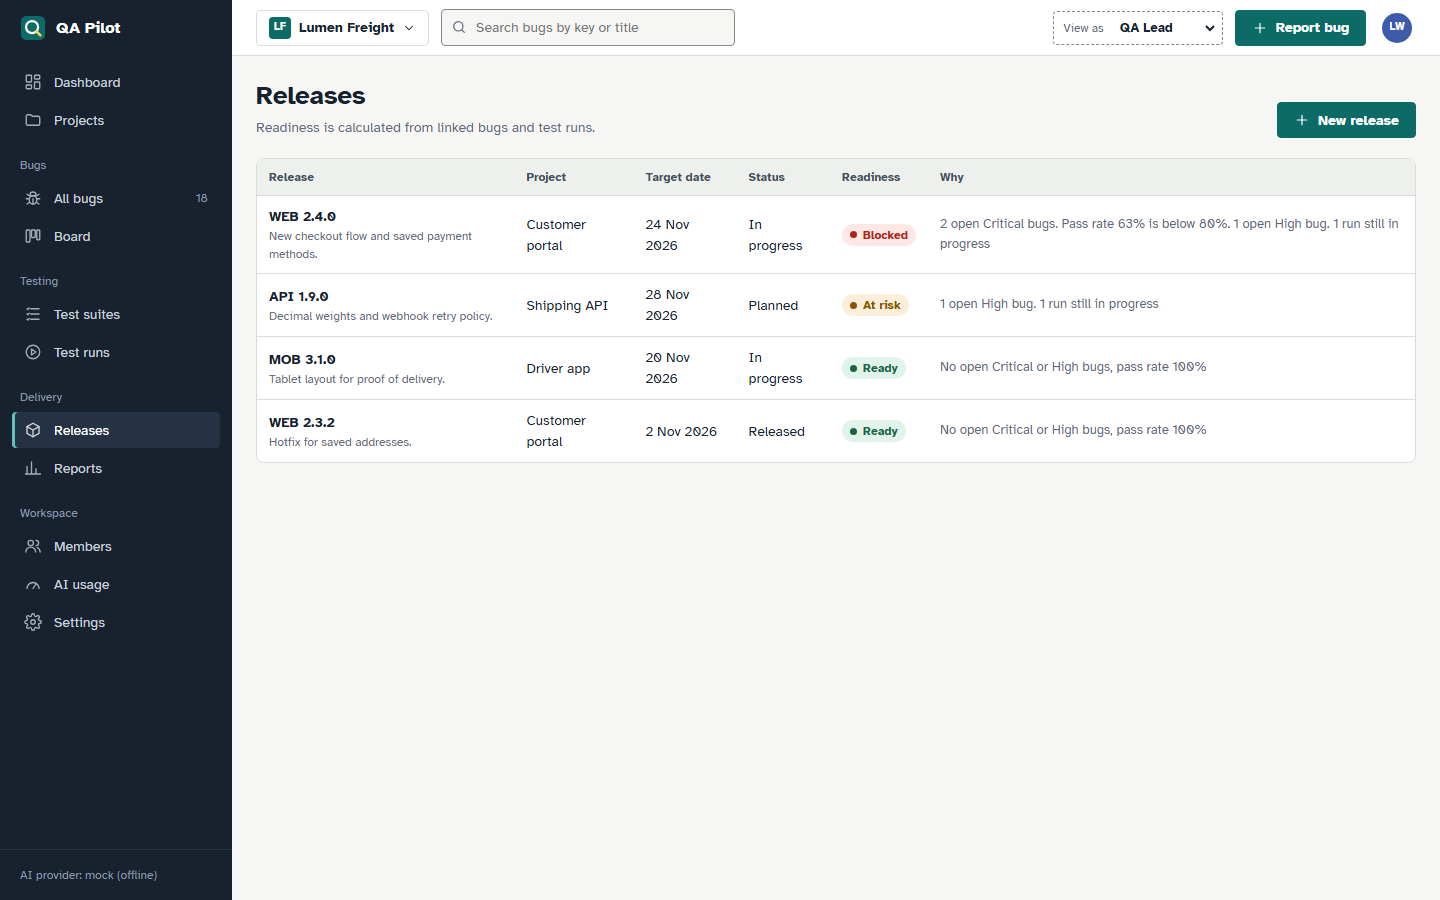 QA Pilot
Dashboard
Projects
Bugs
All bugs 18
Board
Testing
Test suites
Test runs
Delivery
Releases
Reports
Workspace
Members
AI usage
Settings
AI provider: mock (offline)
LF Lumen Freight
Search bugs by key or title
View as QA Lead
Report bug
LW
Releases
Readiness is calculated from linked bugs and test runs.
New release
Release Project Target date Status Readiness Why
WEB 2.4.0
New checkout flow and saved payment
methods.
Customer
portal
24 Nov
2026
In
progress
Blocked
2 open Critical bugs. Pass rate 63% is below 80%. 1 open High bug. 1 run still in
progress
API 1.9.0
Decimal weights and webhook retry policy.
Shipping API
28 Nov
2026
Planned
At risk
1 open High bug. 1 run still in progress
MOB 3.1.0
Tablet layout for proof of delivery.
Driver app
20 Nov
2026
In
progress
Ready
No open Critical or High bugs, pass rate 100%
WEB 2.3.2
Hotfix for saved addresses.
Customer
portal
2 Nov 2026
Released
Ready
No open Critical or High bugs, pass rate 100%